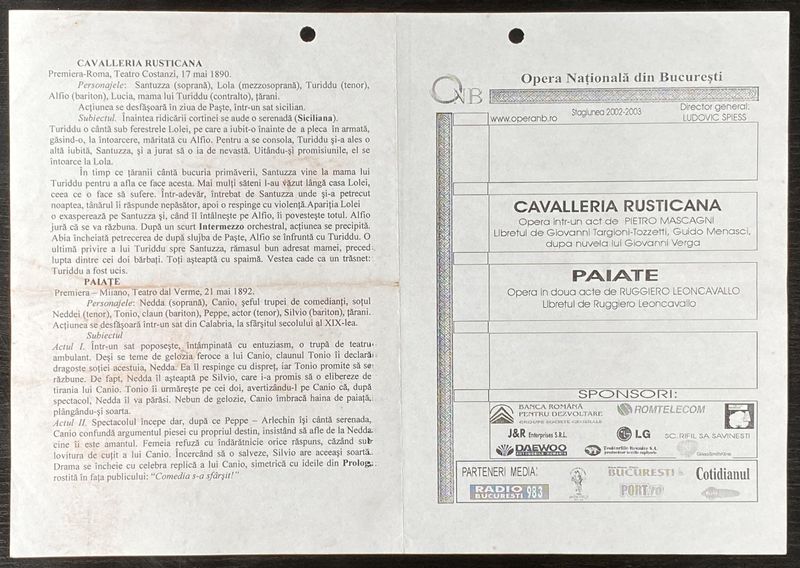 CAVALLERIA RUSTICANA
Premiera-Roma, Teatro Costanzi, 17 mai 1890.
Personajele: Santuzza (soprană), Lola (mezzosoprană), Turiddu (tenor),
Alfio (bariton), Lucia, mama lui Turiddu (contralto), țărani.
Acțiunea se desfășoară în ziua de Paște, într-un sat sicilian.
Subiectul. Înaintea ridicării cortinei se aude o serenadă (Siciliana).
Turiddu o cântă sub ferestrele Lolei, pe care a iubit-o înainte de a pleca în armată,
găsind-o, la întoarcere, măritată cu Alfio. Pentru a se consola, Turiddu și-a ales o
altă iubită, Santuzza, și a jurat să o ia de nevastă. Uitându-și promisiunile, el se
întoarce la Lola.
În timp ce țăranii cântă bucuria primăverii, Santuzza vine la mama lui
Turiddu pentru a afla ce face acesta. Mai mulți săteni l-au văzut lângă casa Lolei,
ceea ce o face să sufere. Într-adevăr, întrebat de Santuzza unde și-a petrecut
noaptea, tânărul îi răspunde nepăsător, apoi o respinge cu violență.Apariția Lolei
o exasperează pe Santuzza și, când îl întâlnește pe Alfio, îi povestește totul. Alfio
jură că se va răzbuna. După un scurt Intermezzo orchestral, acțiunea se precipită.
Abia încheiată petrecerea de după slujba de Paște, Alfio se înfruntă cu Turiddu. O
ultimă privire a lui Turiddu spre Santuzza, rămasul bun adresat mamei, preced
lupta dintre cei doi bărbați. Toți așteaptă cu spaimă. Vestea cade ca un trăsnet:
Turiddu a fost ucis.
PAIAȚE
Premiera – Milano, Teatro dal Verme, 21 mai 1892.
Personajele: Nedda (soprană), Canio, șeful trupei de comedianți, soțul
Neddei (tenor), Tonio, claun (bariton), Peppe, actor (tenor), Silvio (bariton), țărani.
Acțiunea se desfășoară într-un sat din Calabria, la sfârșitul secolului al XIX-lea.
Subiectul
Actul I. Într-un sat poposește, întâmpinată cu entuziasm, o trupă de teatru
ambulant. Deși se teme de gelozia feroce a lui Canio, claunul Tonio îi declară
dragoste soției acestuia, Nedda. Ea îl respinge cu dispreț, iar Tonio promite să se
răzbune. De fapt, Nedda îl așteaptă pe Silvio, care i-a promis să o elibereze de
tirania lui Canio. Tonio îi urmărește pe cei doi, avertizându-l pe Canio că, după
spectacol, Nedda îl va părăsi. Nebun de gelozie, Canio îmbracă haina de paiață,
plângându-și soarta.
Actul II. Spectacolul începe dar, după ce Peppe – Arlechin își cântă serenada,
Canio confundă argumentul piesei cu propriul destin, insistând să afle de la Nedda
cine îi este amantul. Femeia refuză cu îndărătnicie orice răspuns, căzând sub
lovitura de cuțit a lui Canio. Încercând să o salveze, Silvio are aceeași soartă.
Drama se încheie cu celebra replică a lui Canio, simetrică cu ideile din Prolog,
rostită în fața publicului: "Comedia s-a sfârșit!"
ONB
Opera Națională din București
www.operanb.ro
Stagiunea 2002-2003
Director general:
LUDOVIC SPIESS
CAVALLERIA RUSTICANA
Opera intr-un act de PIETRO MASCAGNI
Libretul de Giovanni Targioni-Tozzetti, Guido Menasci,
dupa nuvela lui Giovanni Verga
PAIATE
Opera in doua acte de RUGGIERO LEONCAVALLO
Libretul de Ruggiero Leoncavallo
SPONSORI:
BANCA ROMANĂ
PENTRU DEZVOLTARE
GROUPE SOCIETE GENERALE
ROMTELECOM
J&R Enterprises S.R.L.
LG
SC. RIFIL SA SAVINESTI
DAEWOO
GlaxoSmithKline
PARTENERI MEDIA:
RADIO
BUCURESTI 98.3
BUCUREȘTI
Cotidianul
PORT.ro